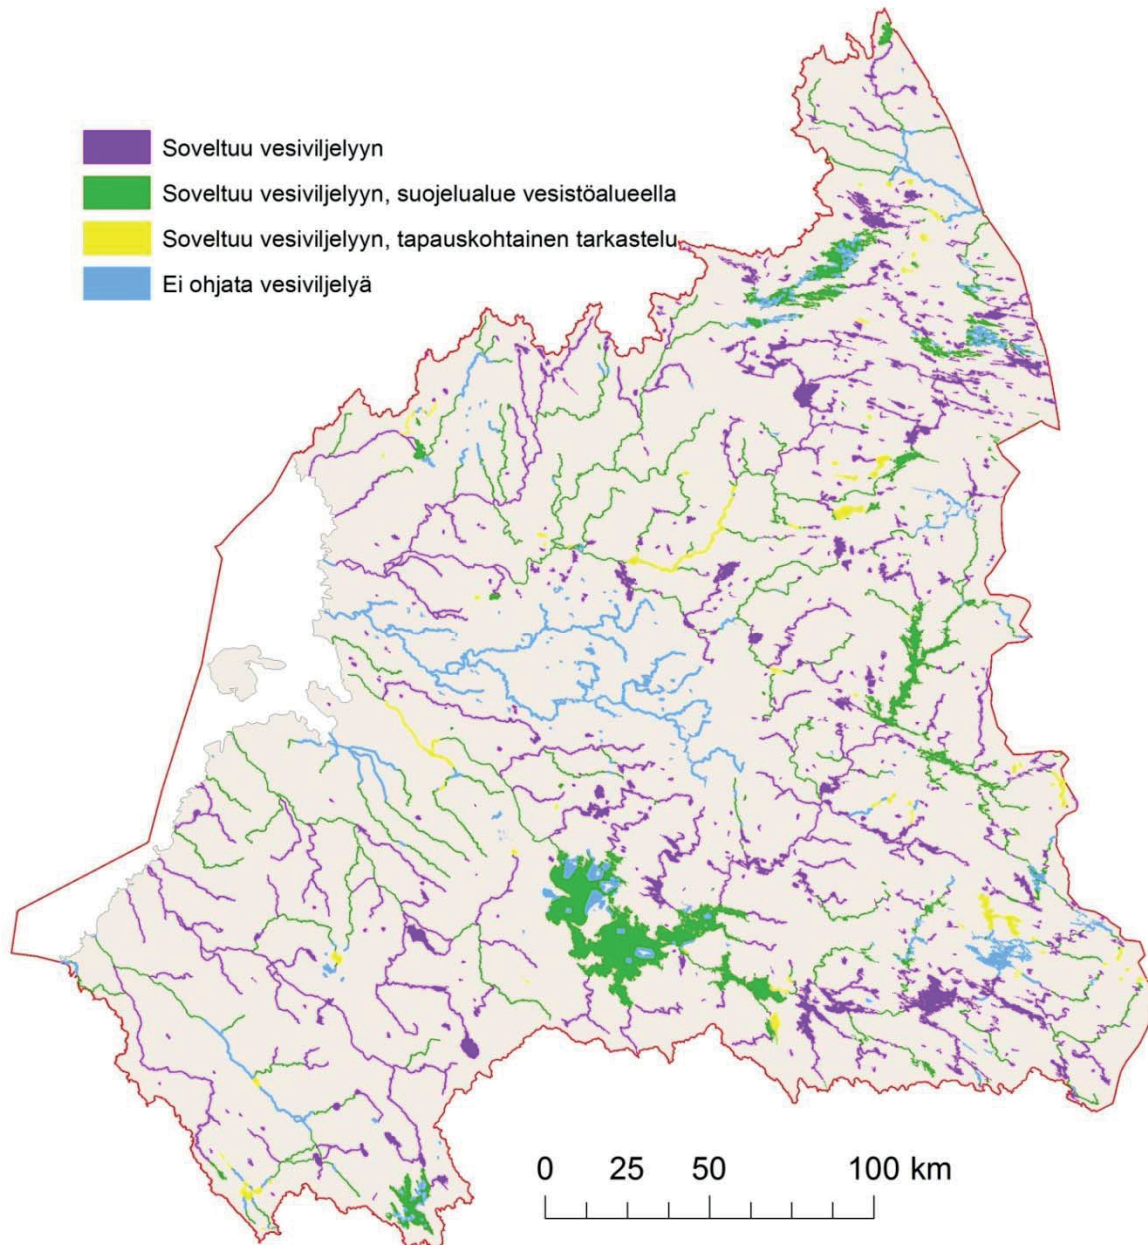 Soveltuu vesiviljelyyn
Soveltuu vesiviljelyyn, suojelualue vesistöalueella
Soveltuu vesiviljelyyn, tapauskohtainen tarkastelu
Ei ohjata vesiviljelyä
0 25 50 100 km